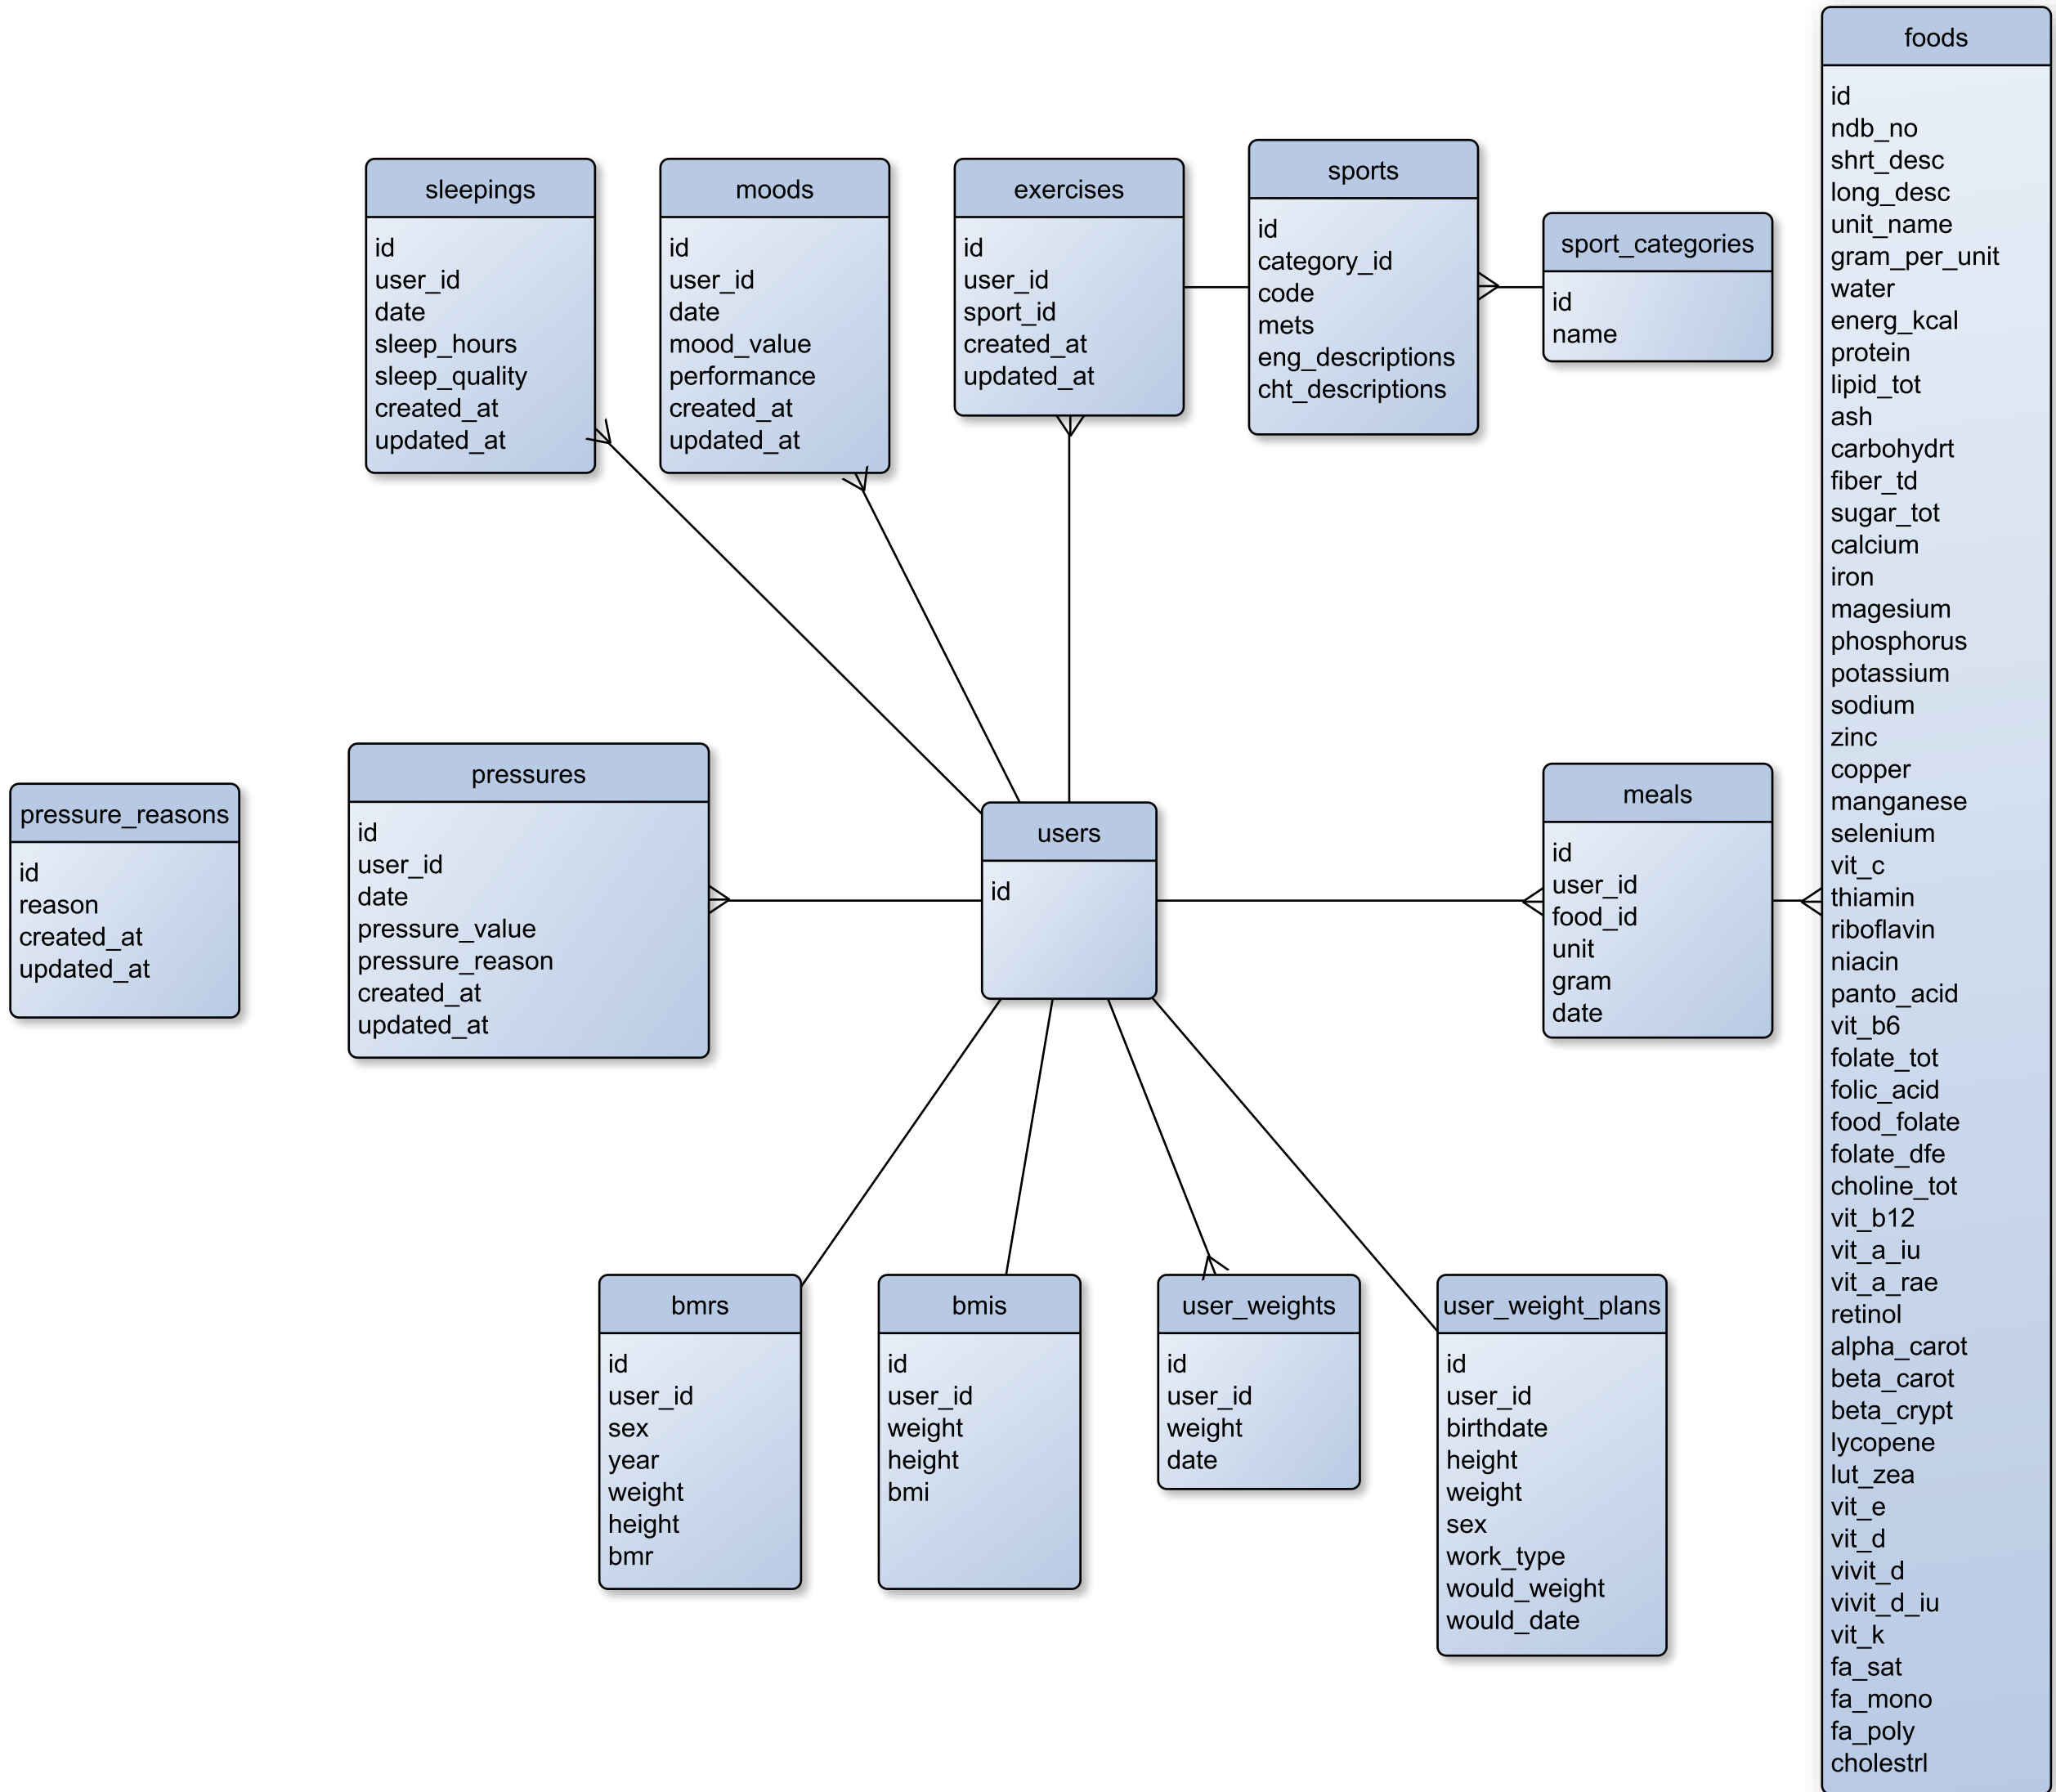 sleepings
id
user_id
date
sleep_hours
sleep_quality
created_at
updated_at
moods
id
user_id
date
mood_value
performance
created_at
updated_at
exercises
id
user_id
sport_id
created_at
updated_at
sports
id
category_id
code
mets
eng_descriptions
cht_descriptions
sport_categories
id
name
foods
id
ndb_no
shrt_desc
long_desc
unit_name
gram_per_unit
water
energ_kcal
protein
lipid_tot
ash
carbohydrt
fiber_td
sugar_tot
calcium
iron
magesium
phosphorus
potassium
sodium
zinc
copper
manganese
selenium
vit_c
thiamin
riboflavin
niacin
panto_acid
vit_b6
folate_tot
folic_acid
food_folate
folate_dfe
choline_tot
vit_b12
vit_a_iu
vit_a_rae
retinol
alpha_carot
beta_carot
beta_crypt
lycopene
lut_zea
vit_e
vit_d
vivit_d
vivit_d_iu
vit_k
fa_sat
fa_mono
fa_poly
cholestrl
pressure_reasons
id
reason
created_at
updated_at
pressures
id
user_id
date
pressure_value
pressure_reason
created_at
updated_at
users
id
meals
id
user_id
food_id
unit
gram
date
bmrs
id
user_id
sex
year
weight
height
bmr
bmis
id
user_id
weight
height
bmi
user_weights
id
user_id
weight
date
user_weight_plans
id
user_id
birthdate
height
weight
sex
work_type
would_weight
would_date